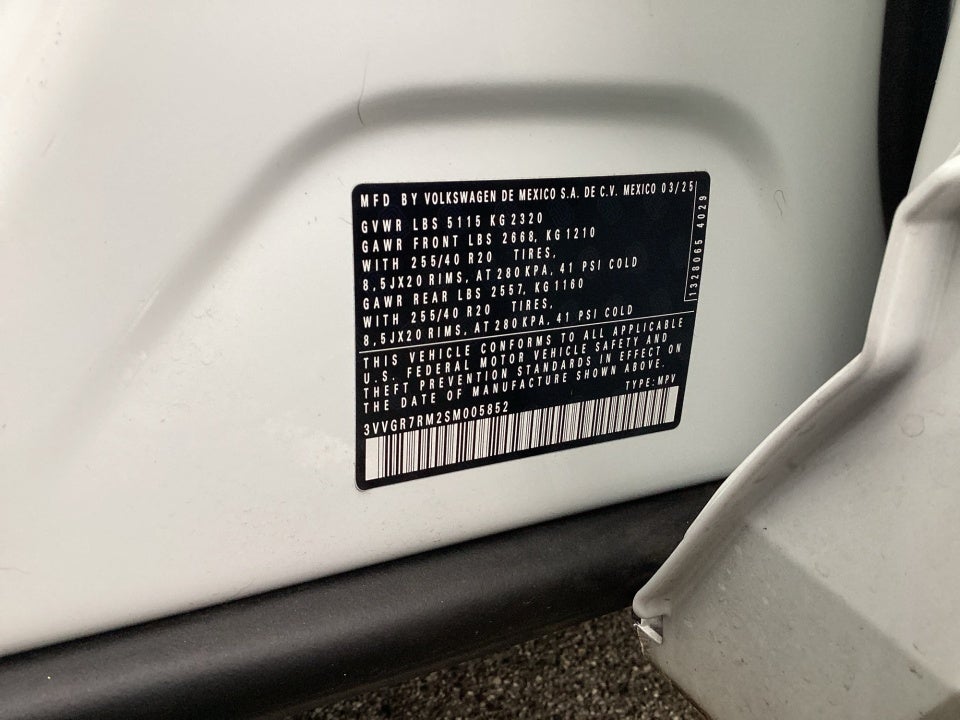 MFD BY VOLKSWAGEN DE MEXICO S.A. DE C.V. MEXICO 03/25
GVWR LBS 5115 KG 2320
GAWR FRONT LBS 2668, KG 1210
WITH 255/40 R20 TIRES,
8,5JX20 RIMS, AT 280 KPA, 41 PSI COLD
GAWR REAR LBS 2557, KG 1160
WITH 255/40 R20 TIRES,
8,5JX20 RIMS, AT 280 KPA, 41 PSI COLD
1328065 4029
THIS VEHICLE CONFORMS TO ALL APPLICABLE
U.S. FEDERAL MOTOR VEHICLE SAFETY AND
THEFT PREVENTION STANDARDS IN EFFECT ON
THE DATE OF MANUFACTURE SHOWN ABOVE.
TYPE: MPV
3VVGR7RM2SM005852